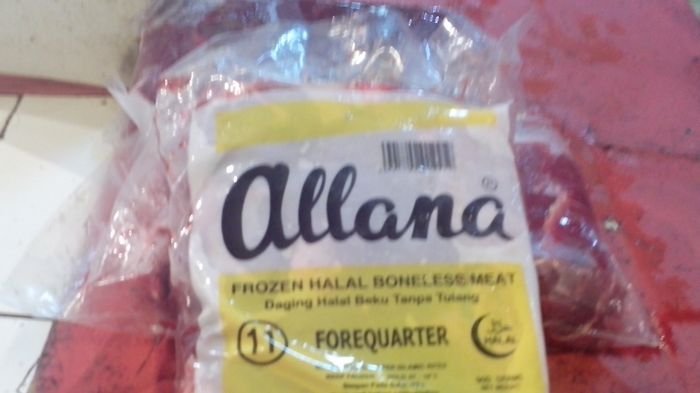 allana®
FROZEN HALAL BONELESS MEAT
Daging Halal Beku Tanpa Tulang
11 FOREQUARTER
HALAL